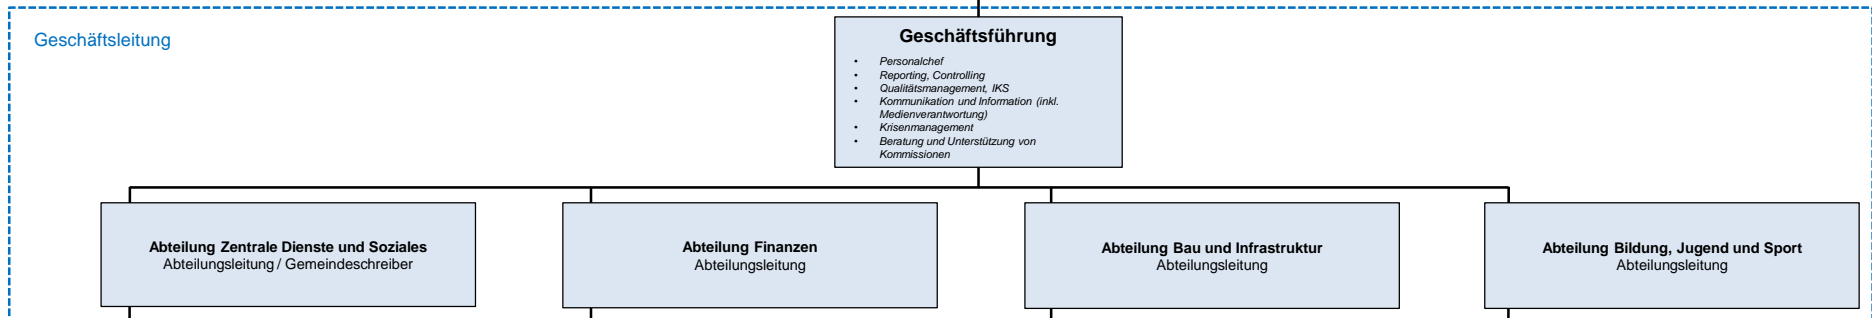 Geschäftsleitung
Geschäftsführung
• Personalchef
• Reporting, Controlling
• Qualitätsmanagement, IKS
• Kommunikation und Information (inkl.
Medienverantwortung)
• Krisenmanagement
• Beratung und Unterstützung von
Kommissionen
Abteilung Zentrale Dienste und Soziales
Abteilungsleitung / Gemeindeschreiber
Abteilung Finanzen
Abteilungsleitung
Abteilung Bau und Infrastruktur
Abteilungsleitung
Abteilung Bildung, Jugend und Sport
Abteilungsleitung